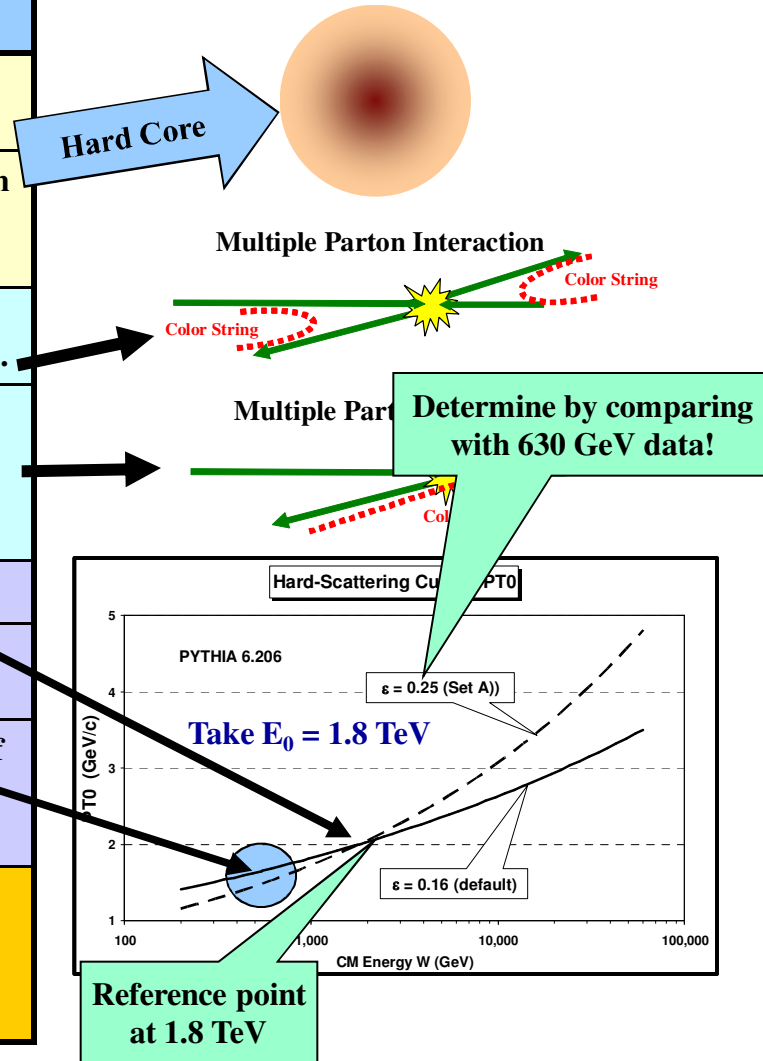 Hard Core
Multiple Parton Interaction
Color String
Color String
Multiple Part
Determine by comparing
with 630 GeV data!
Col
Hard-Scattering Cu PT0
5
PYTHIA 6.206
ε = 0.25 (Set A))
4
Take E₀ = 1.8 TeV
3
PT0 (GeV/c)
2
ε = 0.16 (default)
1
100
1,000
10,000
100,000
CM Energy W (GeV)
Reference point
at 1.8 TeV